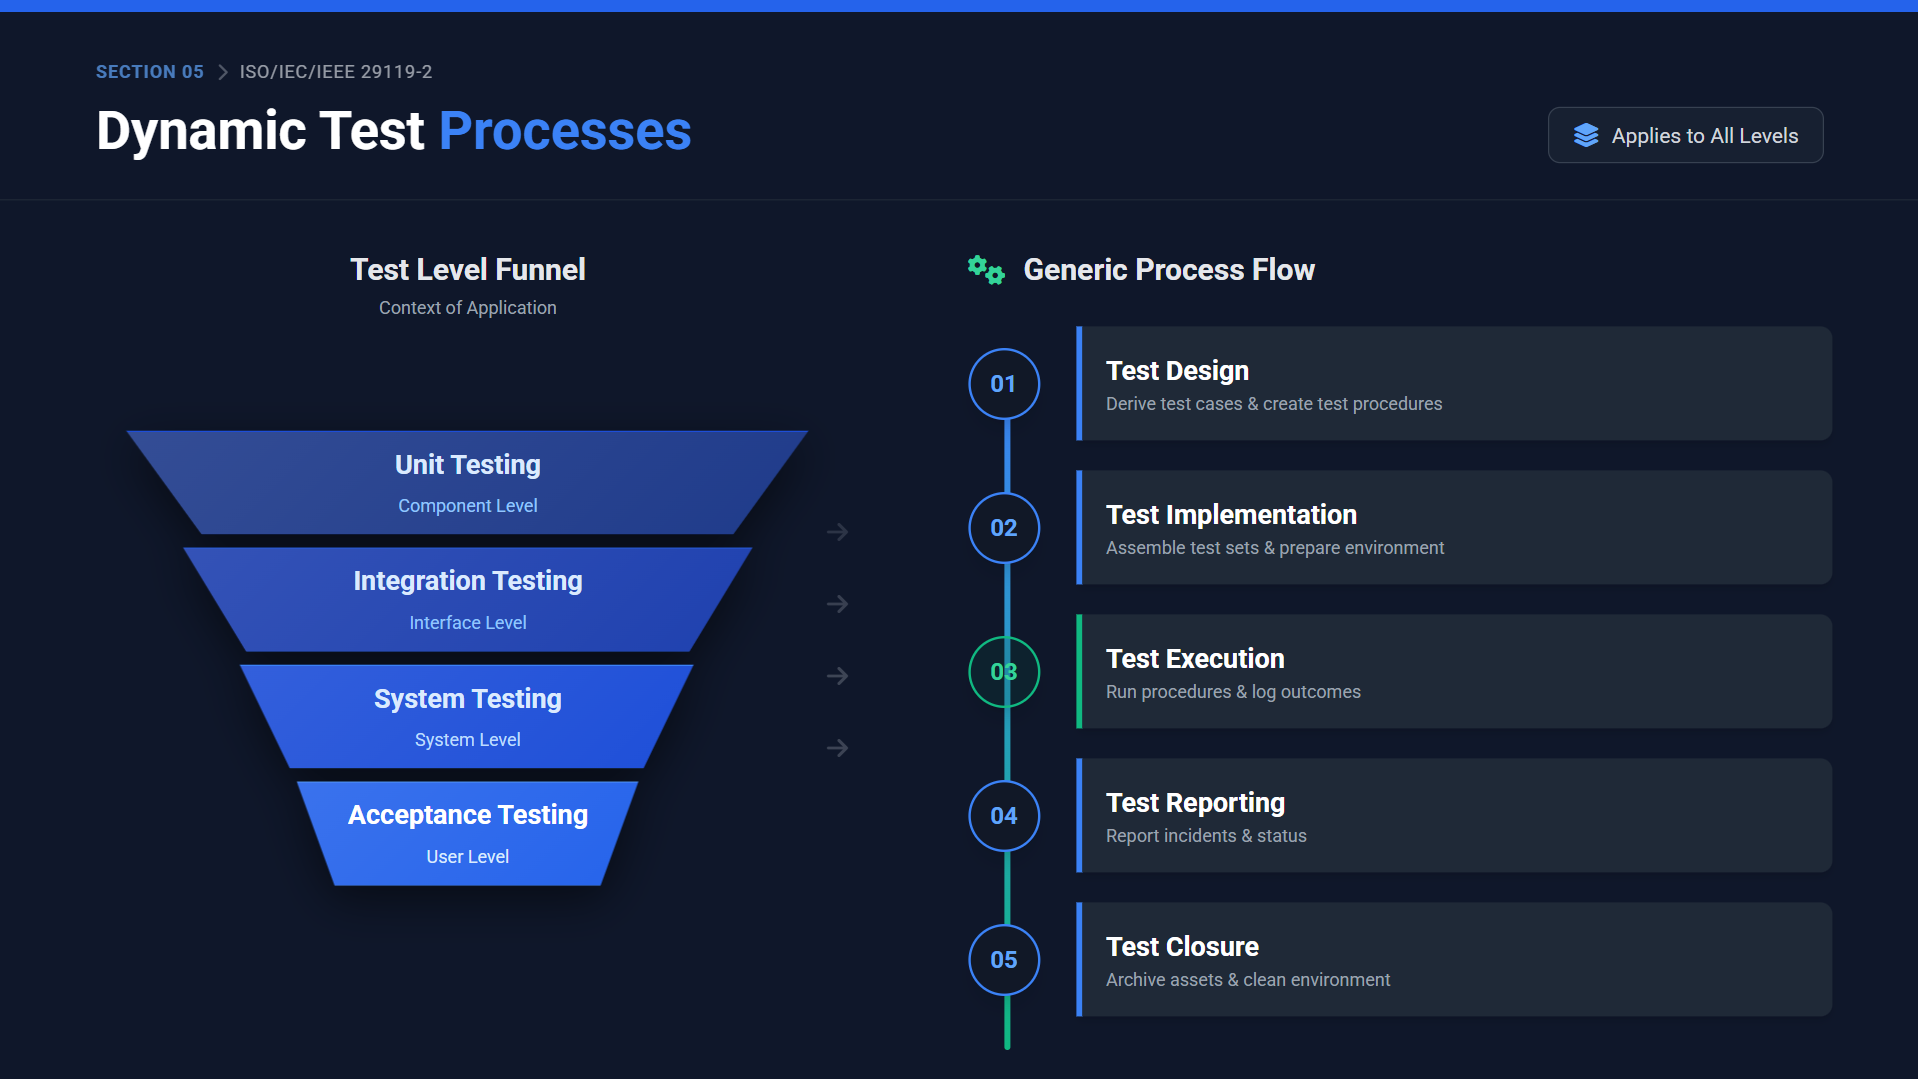 SECTION 05 > ISO/IEC/IEEE 29119-2
Dynamic Test Processes
Applies to All Levels
Test Level Funnel
Context of Application
Unit Testing
Component Level
Integration Testing
Interface Level
System Testing
System Level
Acceptance Testing
User Level
Generic Process Flow
01
Test Design
Derive test cases & create test procedures
02
Test Implementation
Assemble test sets & prepare environment
03
Test Execution
Run procedures & log outcomes
04
Test Reporting
Report incidents & status
05
Test Closure
Archive assets & clean environment